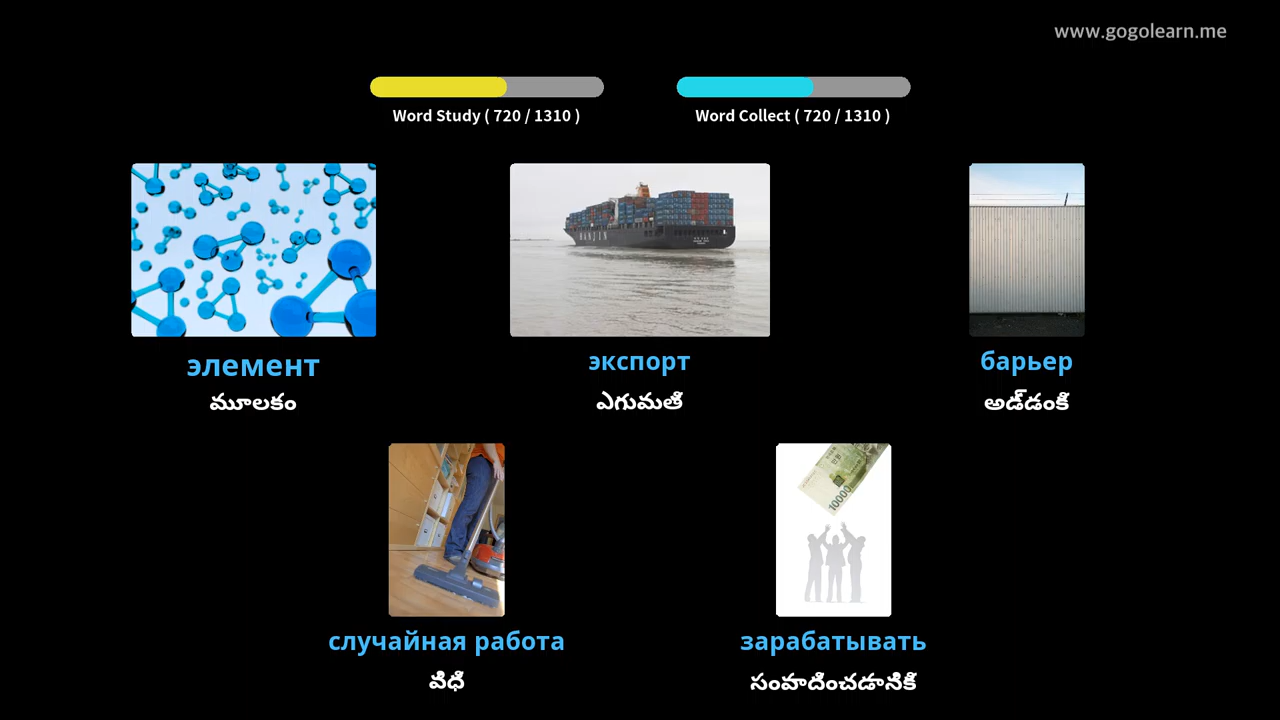 www.gogolearn.me
Word Study ( 720 / 1310 )
Word Collect ( 720 / 1310 )
HANJIN
элемент
మూలకం
экспорт
ఎగుమతి
барьер
అడ్డంకి
10000
случайная работа
విధి
зарабатывать
సంపాదించడానికి